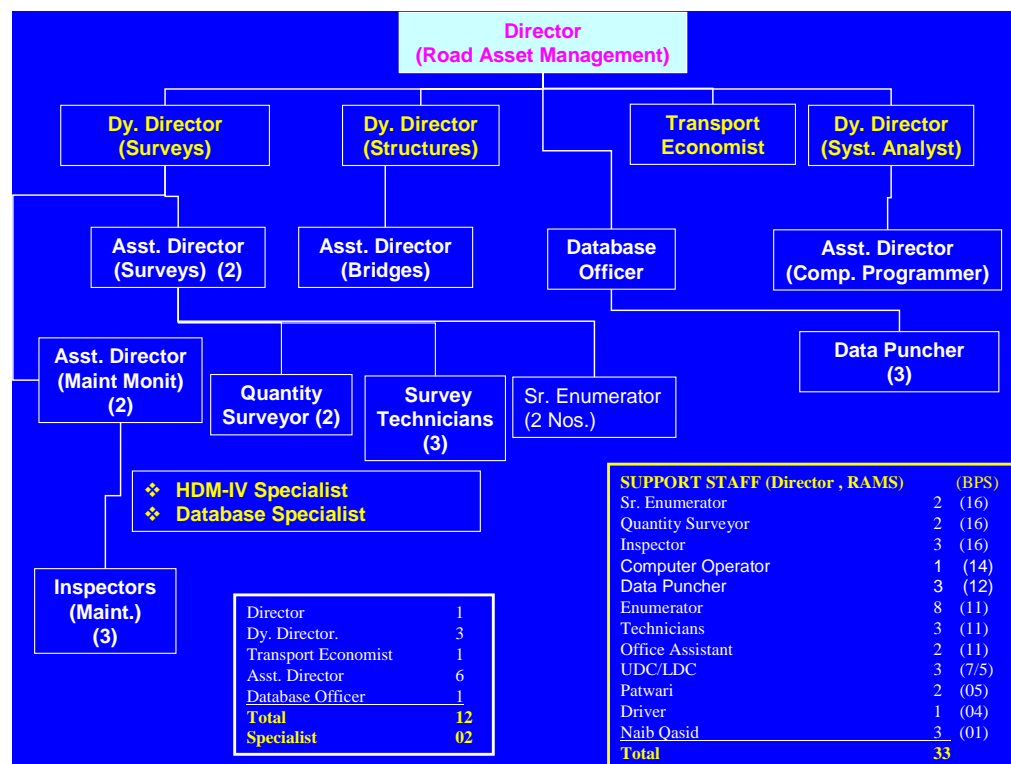 Director
(Road Asset Management)
Dy. Director
(Surveys)
Dy. Director
(Structures)
Transport
Economist
Dy. Director
(Syst. Analyst)
Asst. Director
(Surveys) (2)
Asst. Director
(Bridges)
Database
Officer
Asst. Director
(Comp. Programmer)
Asst. Director
(Maint Monit)
(2)
Quantity
Surveyor (2)
Survey
Technicians
(3)
Sr. Enumerator
(2 Nos.)
Data Puncher
(3)
❖ HDM-IV Specialist
❖ Database Specialist
Inspectors
(Maint.)
(3)
Director 1
Dy. Director. 3
Transport Economist 1
Asst. Director 6
Database Officer 1
Total 12
Specialist 02
SUPPORT STAFF (Director , RAMS) (BPS)
Sr. Enumerator 2 (16)
Quantity Surveyor 2 (16)
Inspector 3 (16)
Computer Operator 1 (14)
Data Puncher 3 (12)
Enumerator 8 (11)
Technicians 3 (11)
Office Assistant 2 (11)
UDC/LDC 3 (7/5)
Patwari 2 (05)
Driver 1 (04)
Naib Qasid 3 (01)
Total 33